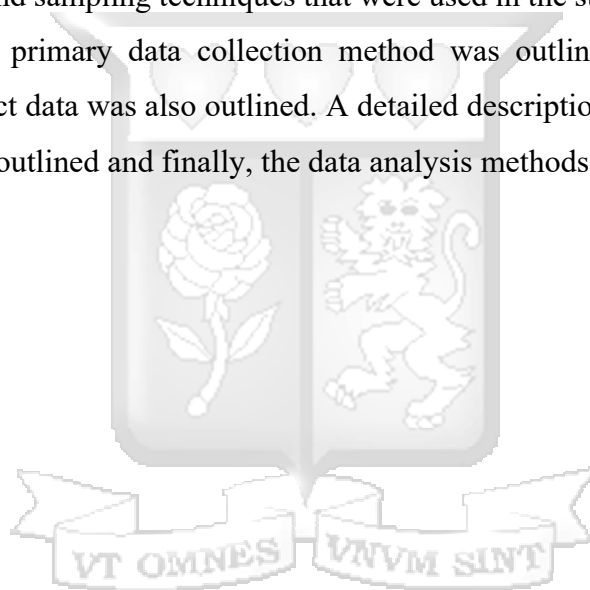 nd sampling techniques that were used in the s
primary data collection method was outlin
ct data was also outlined. A detailed descriptio
outlined and finally, the data analysis methods
VT OMNES VNVM SINT